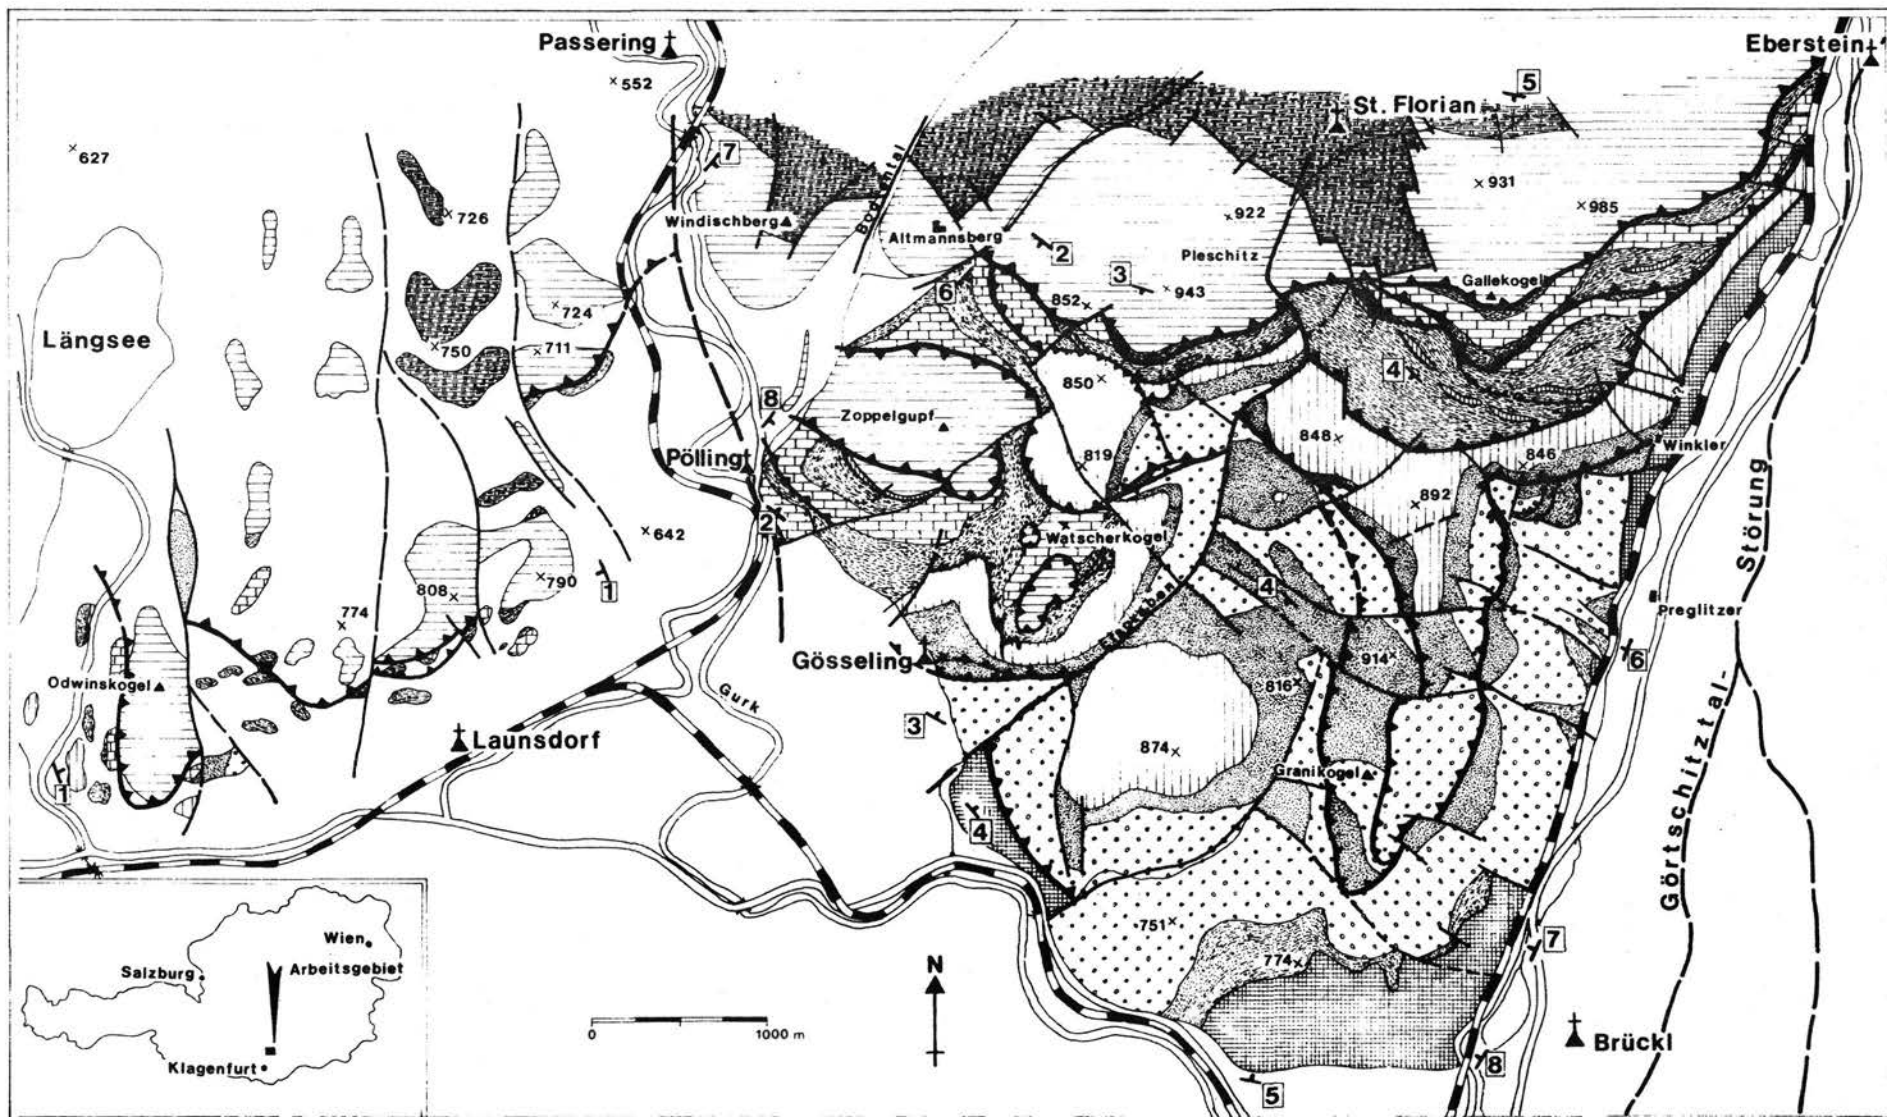 Passering
552
Eberstein
5
St. Florian
627
7
931
985
726
Windischberg
Bodental
922
Altmannsberg
2
Pleschitz
3
943
Gallekogel
6
724
852
Längsee
750
711
850
4
8
Zoppelgupf
848
Winkler
Pölling
819
846
892
2
642
Watscherkogel
790
1
808
774
4
Preglitzer
Störung
Gösseling
914
6
Odwinskogel
816
Gurk
3
Launsdorf
874
Granikogel
1
4
Görtschitztal-
751
7
774
Wien
Salzburg
Arbeitsgebiet
N
0
1000 m
Klagenfurt
Brückl
8
5